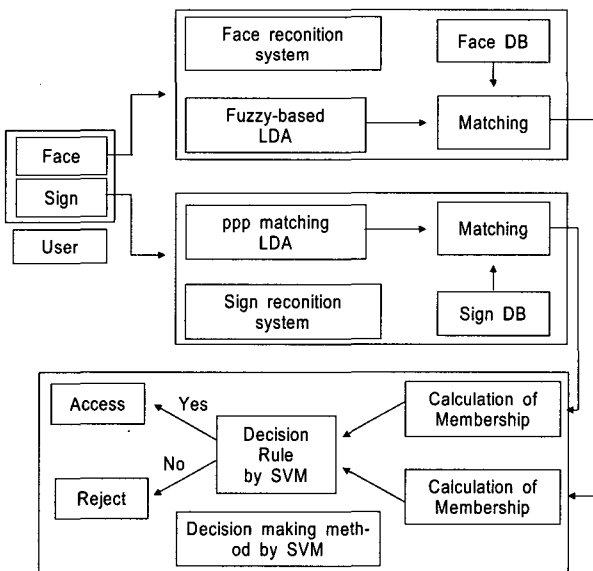 Face reconition
system
Face DB
Fuzzy-based
LDA
Matching
Face
Sign
User
ppp matching
LDA
Matching
Sign reconition
system
Sign DB
Access
Yes
Decision
Rule
by SVM
No
Reject
Calculation of
Membership
Calculation of
Membership
Decision making meth-
od by SVM